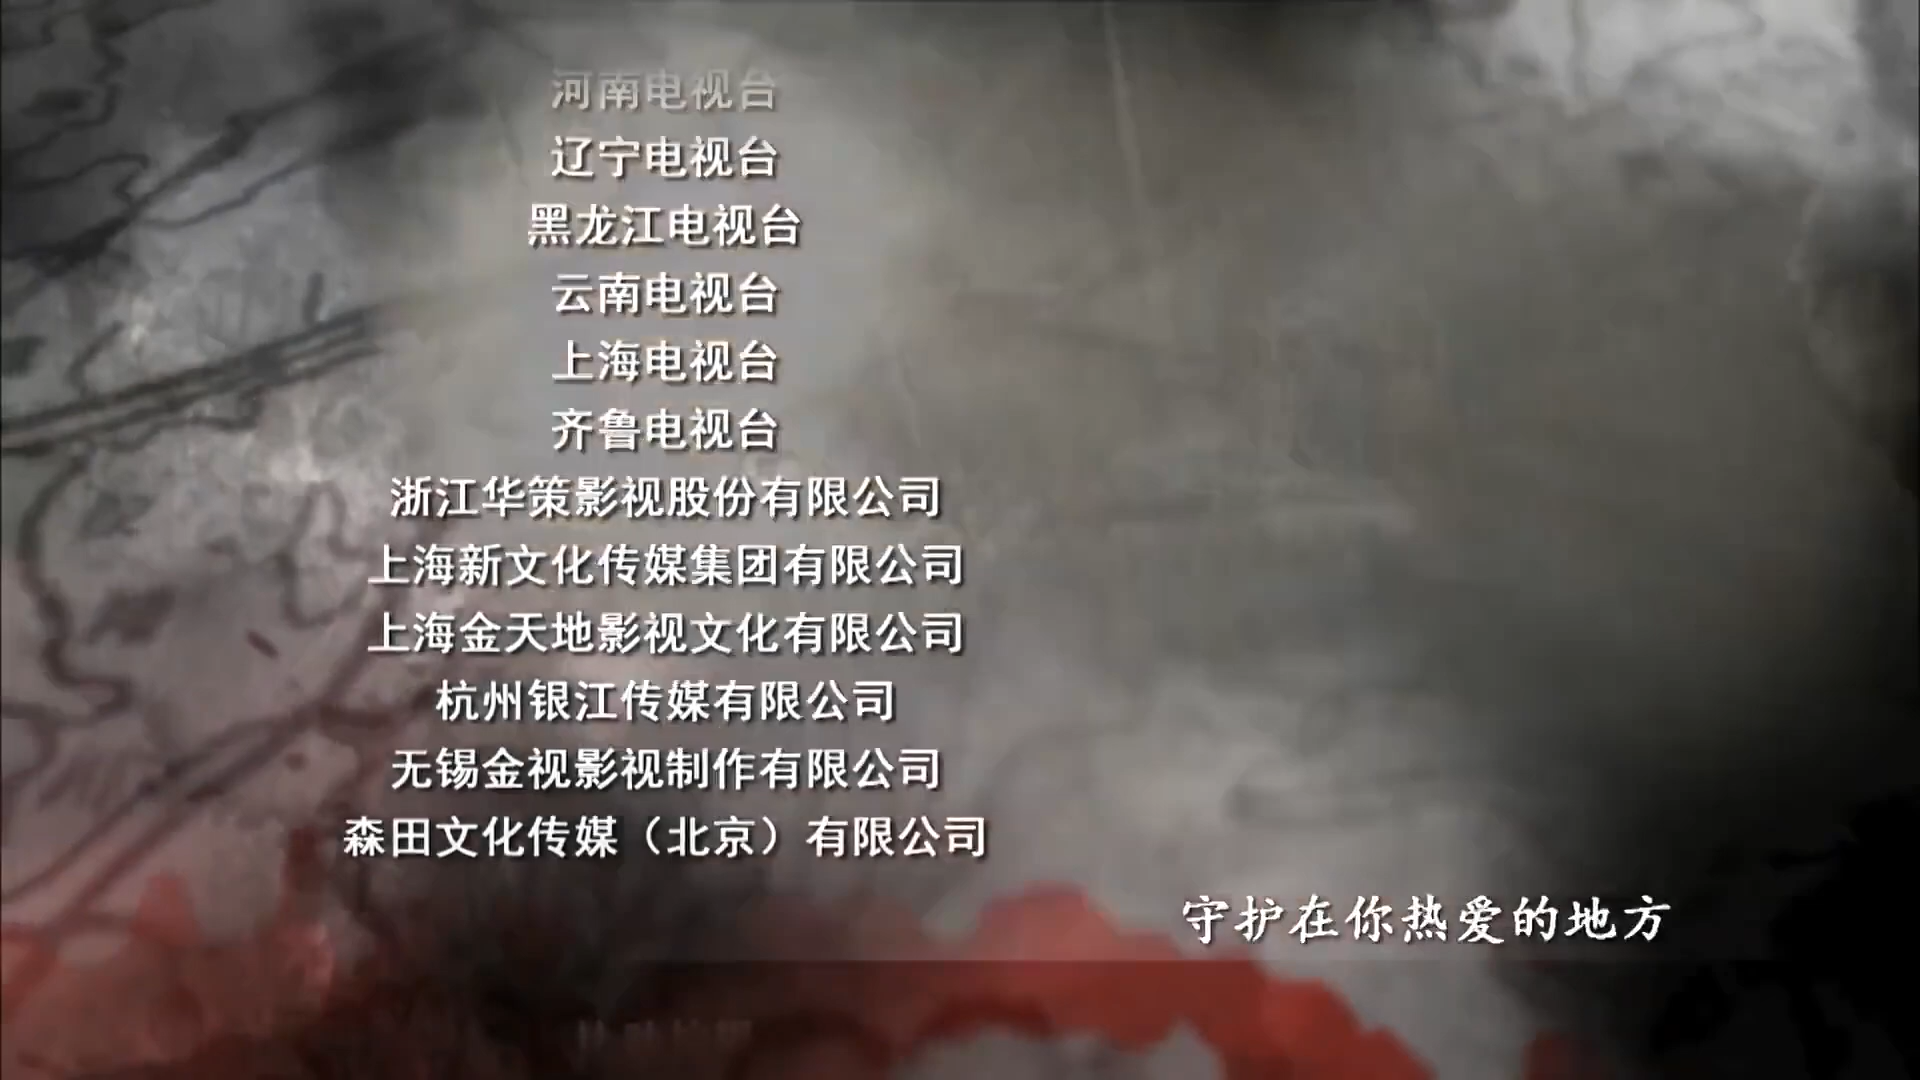 河南电视台
辽宁电视台
黑龙江电视台
云南电视台
上海电视台
齐鲁电视台
浙江华策影视股份有限公司
上海新文化传媒集团有限公司
上海金天地影视文化有限公司
杭州银江传媒有限公司
无锡金视影视制作有限公司
森田文化传媒（北京）有限公司
守护在你热爱的地方